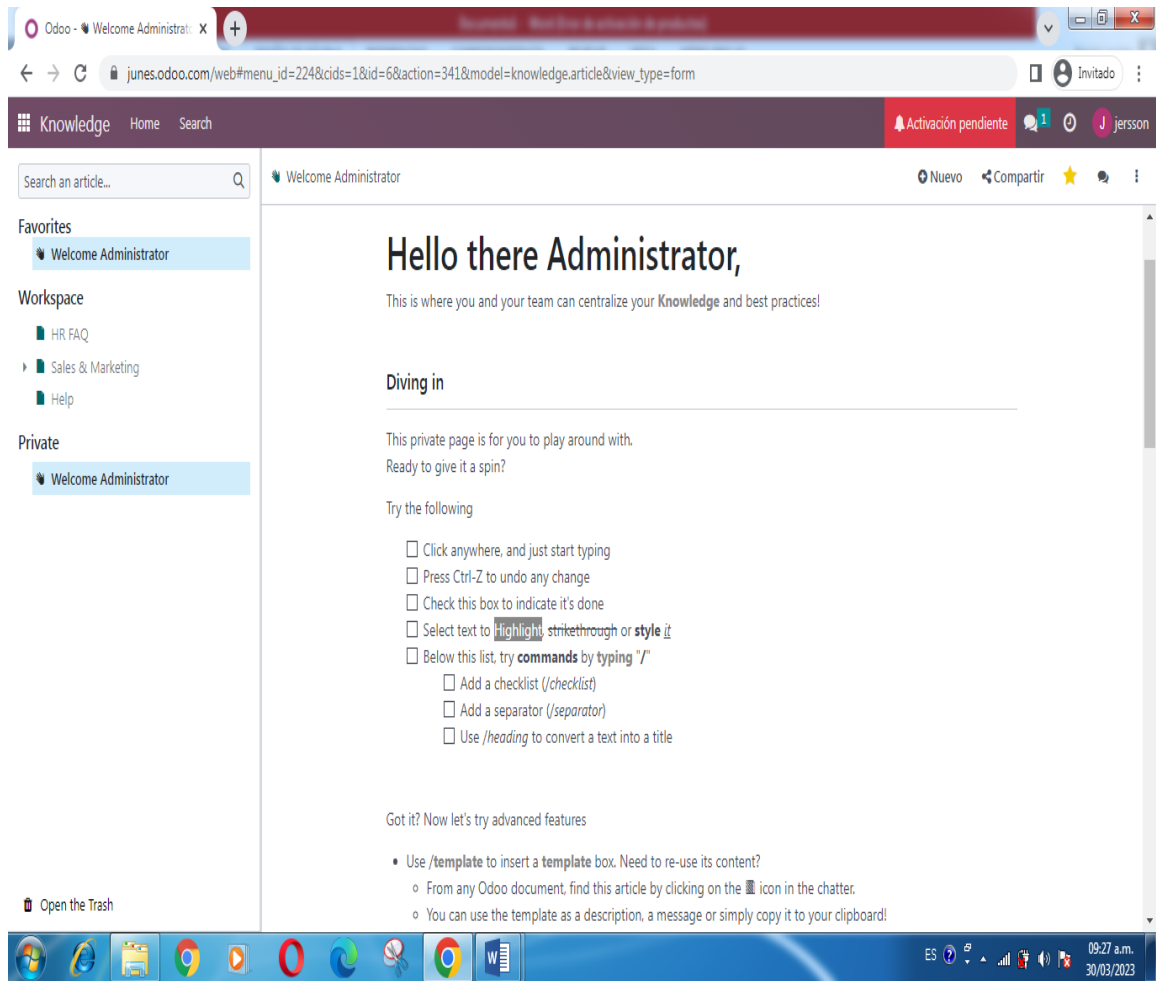 Odoo - Welcome Administrato
Document1 - Word (Error de activación de productos)
junes.odoo.com/web#menu_id=224&cids=1&id=6&action=341&model=knowledge.article&view_type=form
Invitado
Knowledge Home Search
Activación pendiente 1 J jersson
Search an article...
Welcome Administrator
Nuevo Compartir
Favorites
Welcome Administrator
Workspace
HR FAQ
Sales & Marketing
Help
Private
Welcome Administrator
Open the Trash
Hello there Administrator,
This is where you and your team can centralize your Knowledge and best practices!
Diving in
This private page is for you to play around with.
Ready to give it a spin?
Try the following
Click anywhere, and just start typing
Press Ctrl-Z to undo any change
Check this box to indicate it's done
Select text to Highlight, strikethrough or style it
Below this list, try commands by typing "/"
Add a checklist (/checklist)
Add a separator (/separator)
Use /heading to convert a text into a title
Got it? Now let's try advanced features
Use /template to insert a template box. Need to re-use its content?
From any Odoo document, find this article by clicking on the icon in the chatter.
You can use the template as a description, a message or simply copy it to your clipboard!
ES
09:27 a.m.
30/03/2023